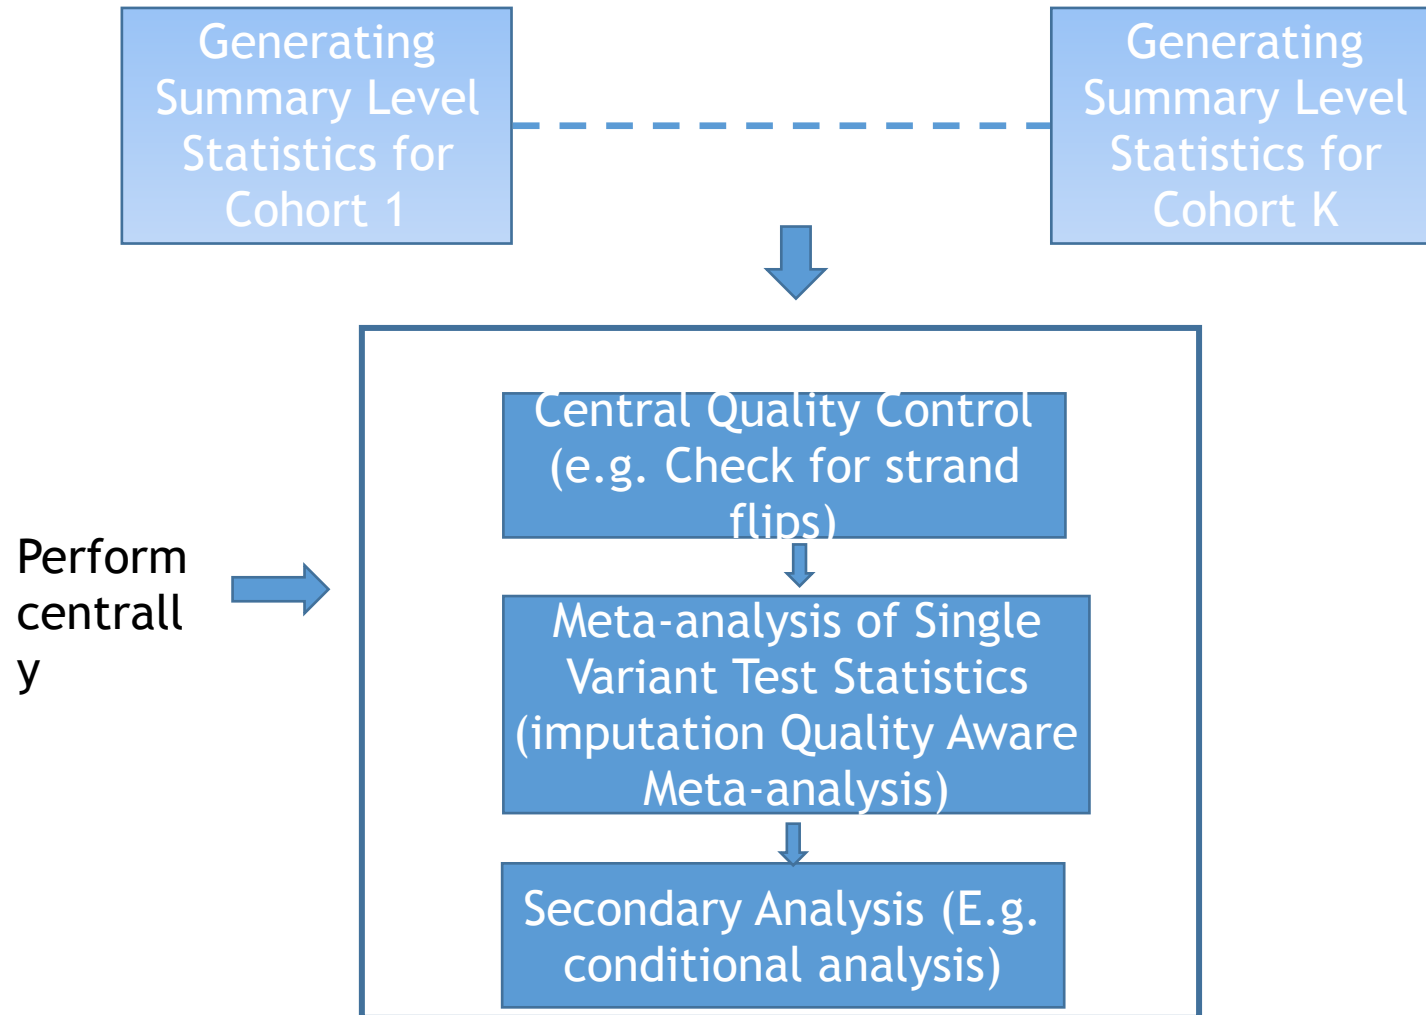 Generating
Summary Level
Statistics for
Cohort 1
Generating
Summary Level
Statistics for
Cohort K
Central Quality Control
(e.g. Check for strand
flips)
Perform
centrall
y
Meta-analysis of Single
Variant Test Statistics
(imputation Quality Aware
Meta-analysis)
Secondary Analysis (E.g.
conditional analysis)